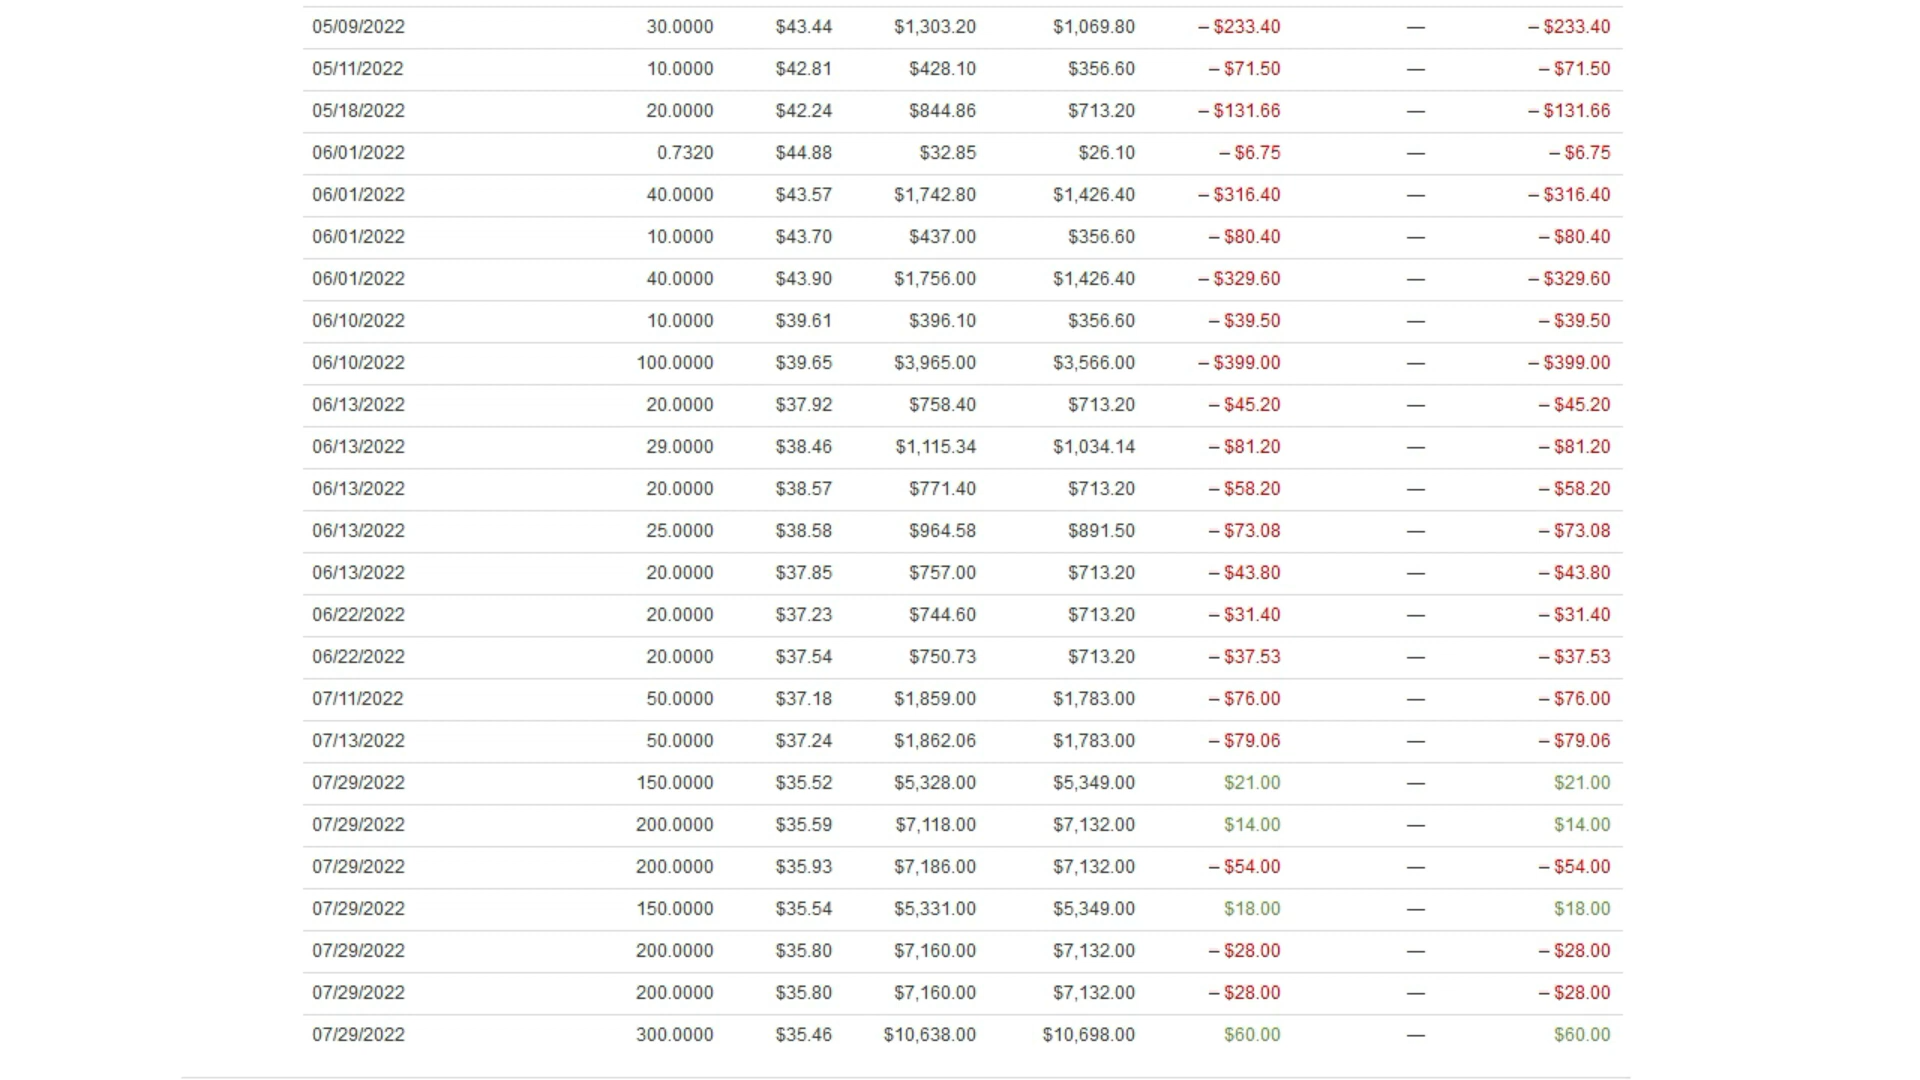 05/09/2022 30.0000 $43.44 $1,303.20 $1,069.80 – $233.40 — – $233.40
05/11/2022 10.0000 $42.81 $428.10 $356.60 – $71.50 — – $71.50
05/18/2022 20.0000 $42.24 $844.86 $713.20 – $131.66 — – $131.66
06/01/2022 0.7320 $44.88 $32.85 $26.10 – $6.75 — – $6.75
06/01/2022 40.0000 $43.57 $1,742.80 $1,426.40 – $316.40 — – $316.40
06/01/2022 10.0000 $43.70 $437.00 $356.60 – $80.40 — – $80.40
06/01/2022 40.0000 $43.90 $1,756.00 $1,426.40 – $329.60 — – $329.60
06/10/2022 10.0000 $39.61 $396.10 $356.60 – $39.50 — – $39.50
06/10/2022 100.0000 $39.65 $3,965.00 $3,566.00 – $399.00 — – $399.00
06/13/2022 20.0000 $37.92 $758.40 $713.20 – $45.20 — – $45.20
06/13/2022 29.0000 $38.46 $1,115.34 $1,034.14 – $81.20 — – $81.20
06/13/2022 20.0000 $38.57 $771.40 $713.20 – $58.20 — – $58.20
06/13/2022 25.0000 $38.58 $964.58 $891.50 – $73.08 — – $73.08
06/13/2022 20.0000 $37.85 $757.00 $713.20 – $43.80 — – $43.80
06/22/2022 20.0000 $37.23 $744.60 $713.20 – $31.40 — – $31.40
06/22/2022 20.0000 $37.54 $750.73 $713.20 – $37.53 — – $37.53
07/11/2022 50.0000 $37.18 $1,859.00 $1,783.00 – $76.00 — – $76.00
07/13/2022 50.0000 $37.24 $1,862.06 $1,783.00 – $79.06 — – $79.06
07/29/2022 150.0000 $35.52 $5,328.00 $5,349.00 $21.00 — $21.00
07/29/2022 200.0000 $35.59 $7,118.00 $7,132.00 $14.00 — $14.00
07/29/2022 200.0000 $35.93 $7,186.00 $7,132.00 – $54.00 — – $54.00
07/29/2022 150.0000 $35.54 $5,331.00 $5,349.00 $18.00 — $18.00
07/29/2022 200.0000 $35.80 $7,160.00 $7,132.00 – $28.00 — – $28.00
07/29/2022 200.0000 $35.80 $7,160.00 $7,132.00 – $28.00 — – $28.00
07/29/2022 300.0000 $35.46 $10,638.00 $10,698.00 $60.00 — $60.00